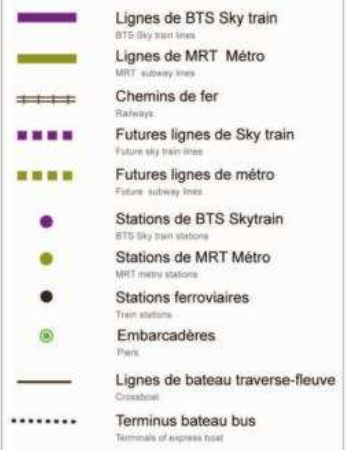 Lignes de BTS Sky train
BTS Sky train lines
Lignes de MRT Métro
MRT subway lines
Chemins de fer
Railways
Futures lignes de Sky train
Future sky train lines
Futures lignes de métro
Future subway lines
Stations de BTS Skytrain
BTS Sky train stations
Stations de MRT Métro
MRT metro stations
Stations ferroviaires
Train stations
Embarcadères
Piers
Lignes de bateau traverse-fleuve
Crossboat
Terminus bateau bus
Terminals of express boat